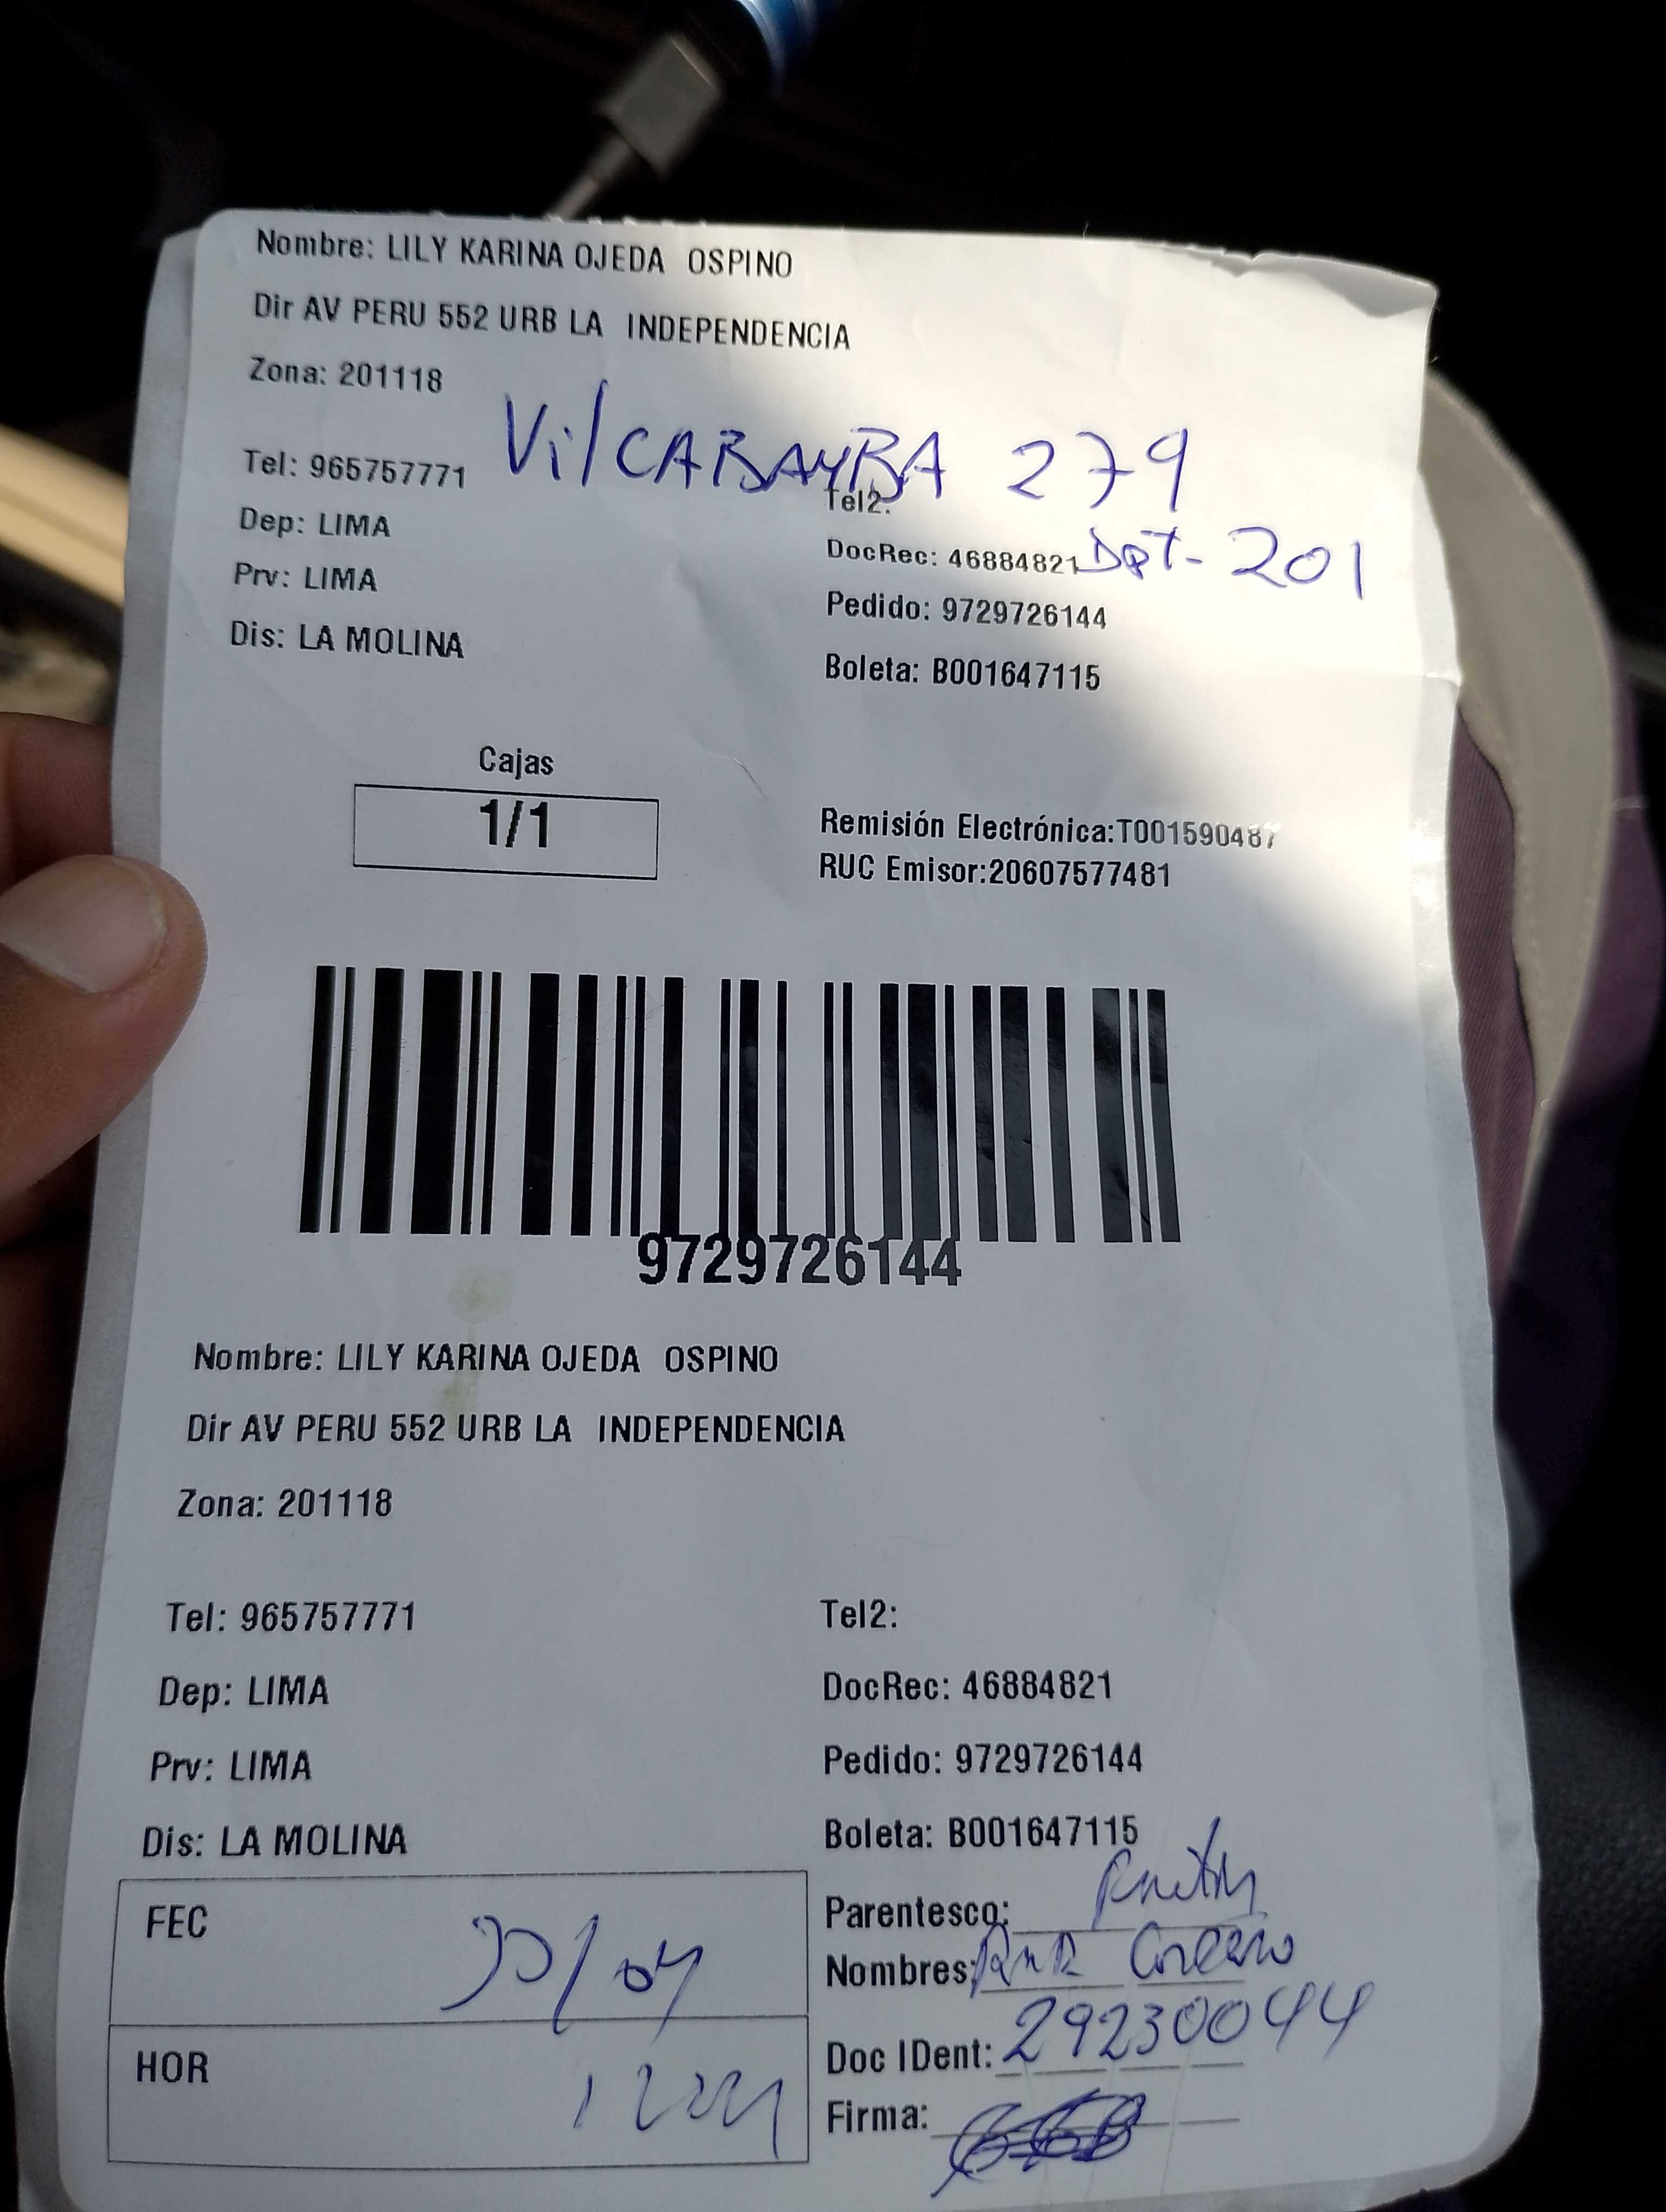 Nombre: LILY KARINA OJEDA OSPINO
Dir AV PERU 552 URB LA INDEPENDENCIA
Zona: 201118
VilCABAYBA 279
Tel: 965757771
Tel2:
Dep: LIMA
DocRec: 46884821 DPT- 201
Prv: LIMA
Pedido: 9729726144
Dis: LA MOLINA
Boleta: B001647115
Cajas
1/1
Remisión Electrónica:T001590487
RUC Emisor:20607577481
9729726144
Nombre: LILY KARINA OJEDA OSPINO
Dir AV PERU 552 URB LA INDEPENDENCIA
Zona: 201118
Tel: 965757771
Tel2:
Dep: LIMA
DocRec: 46884821
Prv: LIMA
Pedido: 9729726144
Dis: LA MOLINA
Boleta: B001647115
FEC
Parentesco:
Nombres:
HOR
Doc IDent: 29230044
Firma: